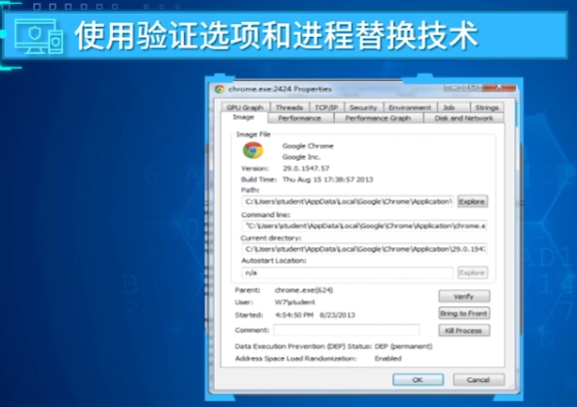 使用验证选项和进程替换技术
chrome.exe:2424 Properties
GPU Graph Threads TCP/IP Security Environment Job Strings
Image Performance Performance Graph Disk and Network
Image File
Google Chrome
Google Inc.
Version: 29.0.1547.57
Build Time: Thu Aug 15 17:38:57 2013
Path:
C:\Users\student\AppData\Local\Google\Chrome\Application\ Explore
Command line:
"C:\Users\student\AppData\Local\Google\Chrome\Application\chrome.e
Current directory:
C:\Users\student\AppData\Local\Google\Chrome\Application\29.0.1547
Autostart Location:
n/a Explore
Parent: chrome.exe(624)
User: W7\student
Started: 4:54:50 PM 8/23/2013
Comment:
Verify
Bring to Front
Kill Process
Data Execution Prevention (DEP) Status: DEP (permanent)
Address Space Load Randomization: Enabled
OK Cancel